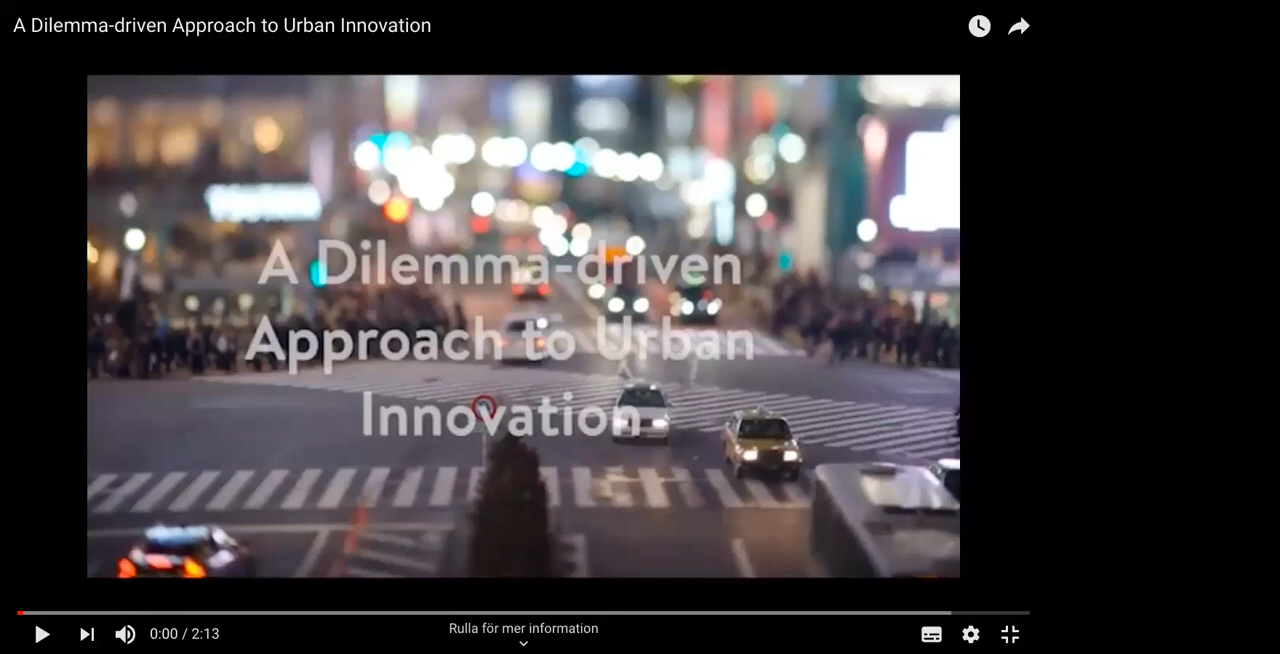 A Dilemma-driven Approach to Urban Innovation
A Dilemma-driven
Approach to Urban
Innovation
0:00 / 2:13
Rulla för mer information